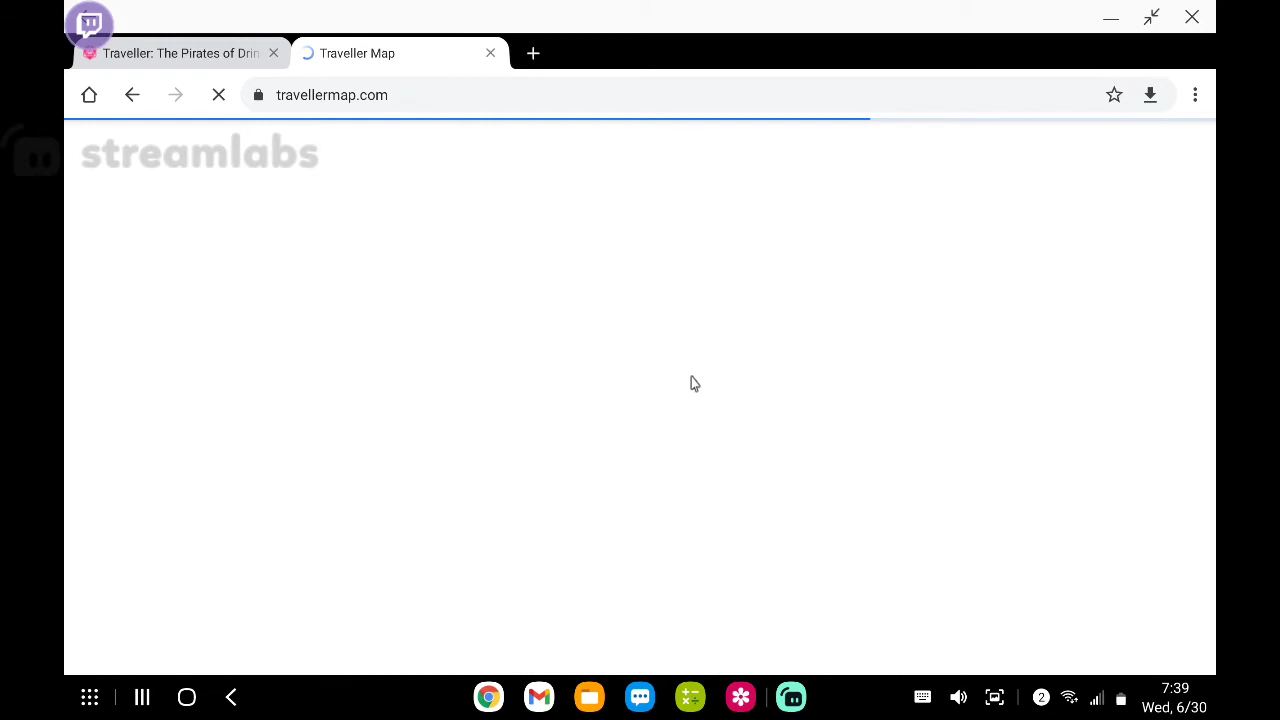 Traveller: The Pirates of Drin
Traveller Map
travellermap.com
streamlabs
2
7:39
Wed, 6/30